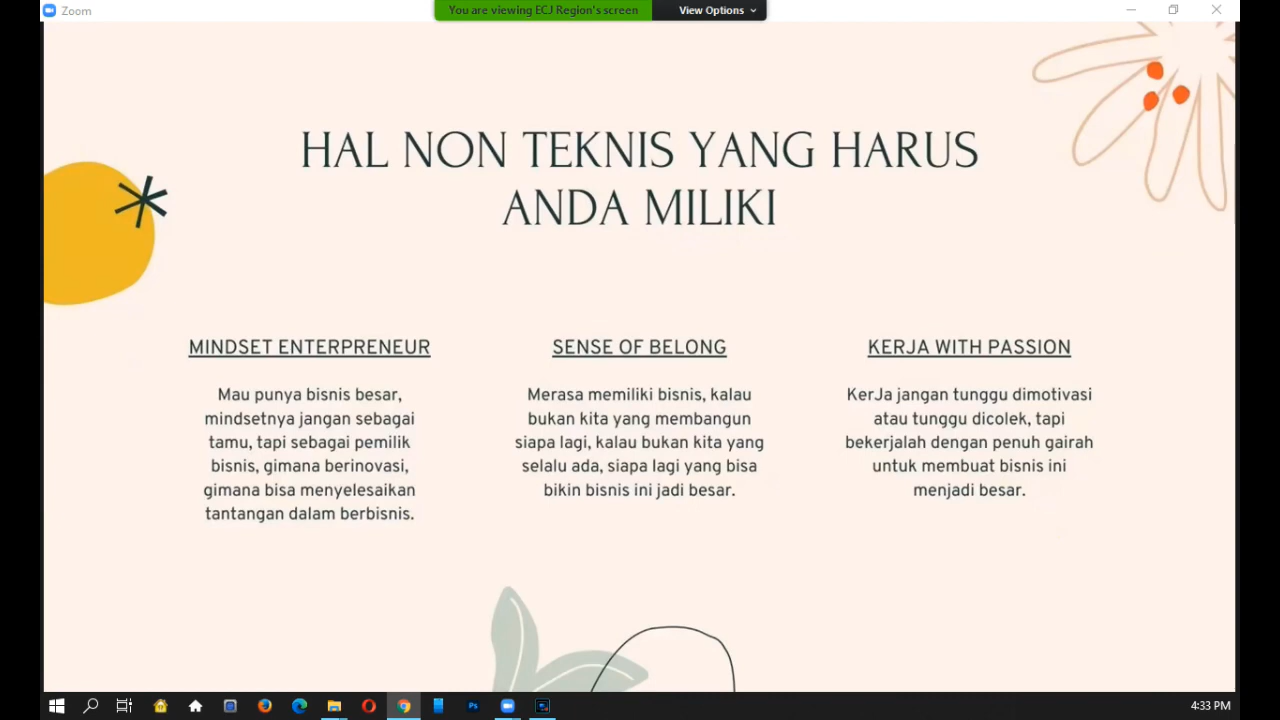 Zoom
You are viewing ECJ Region's screen
View Options
HAL NON TEKNIS YANG HARUS
ANDA MILIKI
MINDSET ENTERPRENEUR
Mau punya bisnis besar,
mindsetnya jangan sebagai
tamu, tapi sebagai pemilik
bisnis, gimana berinovasi,
gimana bisa menyelesaikan
tantangan dalam berbisnis.
SENSE OF BELONG
Merasa memiliki bisnis, kalau
bukan kita yang membangun
siapa lagi, kalau bukan kita yang
selalu ada, siapa lagi yang bisa
bikin bisnis ini jadi besar.
KERJA WITH PASSION
KerJa jangan tunggu dimotivasi
atau tunggu dicolek, tapi
bekerjalah dengan penuh gairah
untuk membuat bisnis ini
menjadi besar.
Ps
4:33 PM